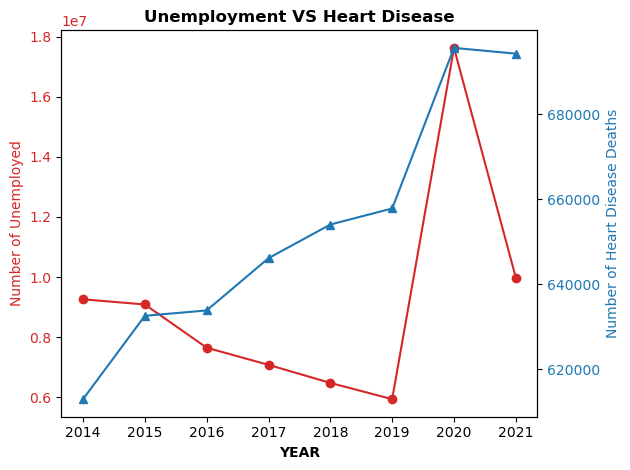 Unemployment VS Heart Disease
1e7
1.8
1.6
1.4
1.2
1.0
0.8
0.6
Number of Unemployed
680000
660000
640000
620000
Number of Heart Disease Deaths
2014 2015 2016 2017 2018 2019 2020 2021
YEAR